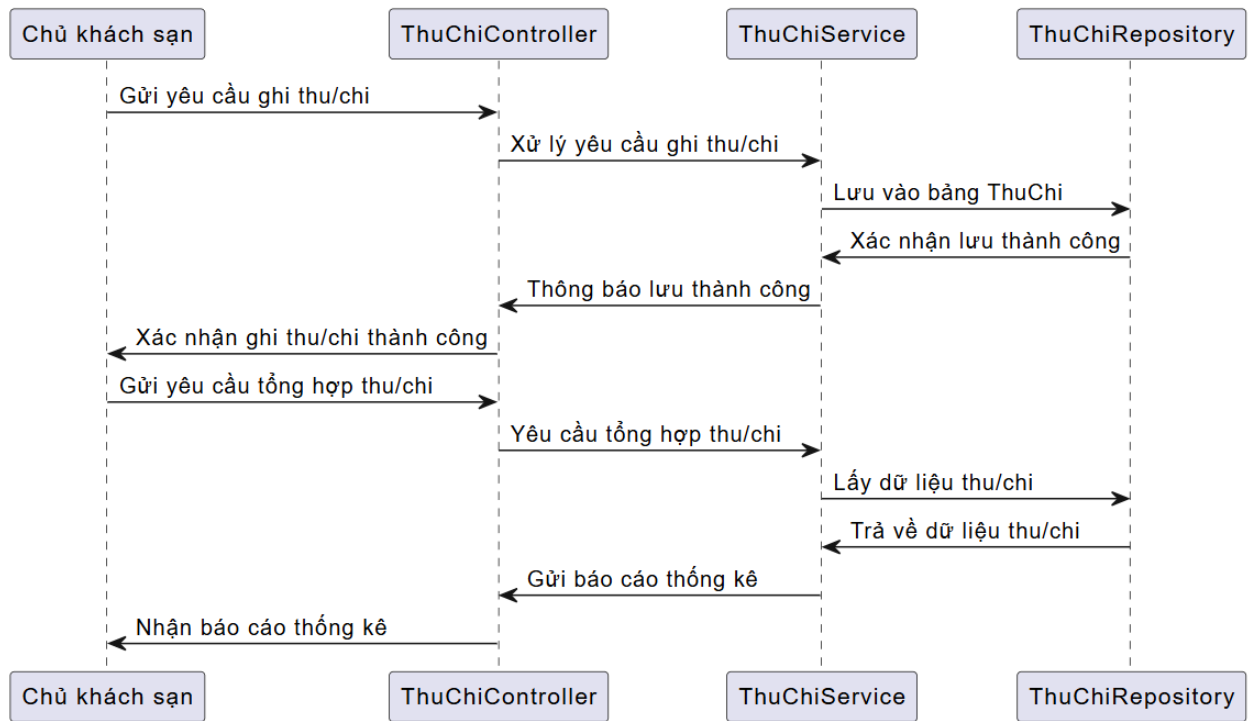 Chủ khách sạn
ThuChiController
ThuChiService
ThuChiRepository
Gửi yêu cầu ghi thu/chi
Xử lý yêu cầu ghi thu/chi
Lưu vào bảng ThuChi
Xác nhận lưu thành công
Thông báo lưu thành công
Xác nhận ghi thu/chi thành công
Gửi yêu cầu tổng hợp thu/chi
Yêu cầu tổng hợp thu/chi
Lấy dữ liệu thu/chi
Trả về dữ liệu thu/chi
Gửi báo cáo thống kê
Nhận báo cáo thống kê
Chủ khách sạn
ThuChiController
ThuChiService
ThuChiRepository